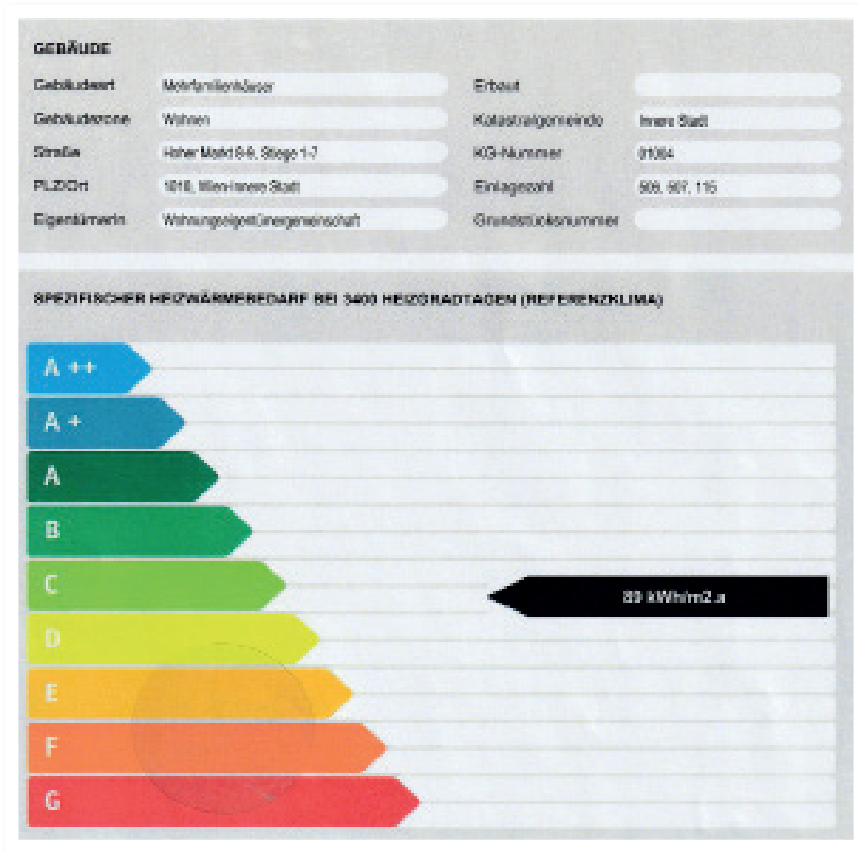 GEBÄUDE
Gebäudeart Mehrfamilienhäuser
Erbaut
Gebäudezone Wohnen
Katastralgemeinde Innere Stadt
Straße Hoher Markt 8-9, Stiege 1-7
KG-Nummer 01004
PLZ/Ort 1010, Wien-Innere Stadt
Einlagezahl
EigentümerIn Wohnungseigentümergemeinschaft
Grundstücksnummer
SPEZIFISCHER HEIZWÄRMEBEDARF BEI 3400 HEIZGRADTAGEN (REFERENZKLIMA)
A ++
A +
A
B
C
89 kWh/m2.a
D
E
F
G